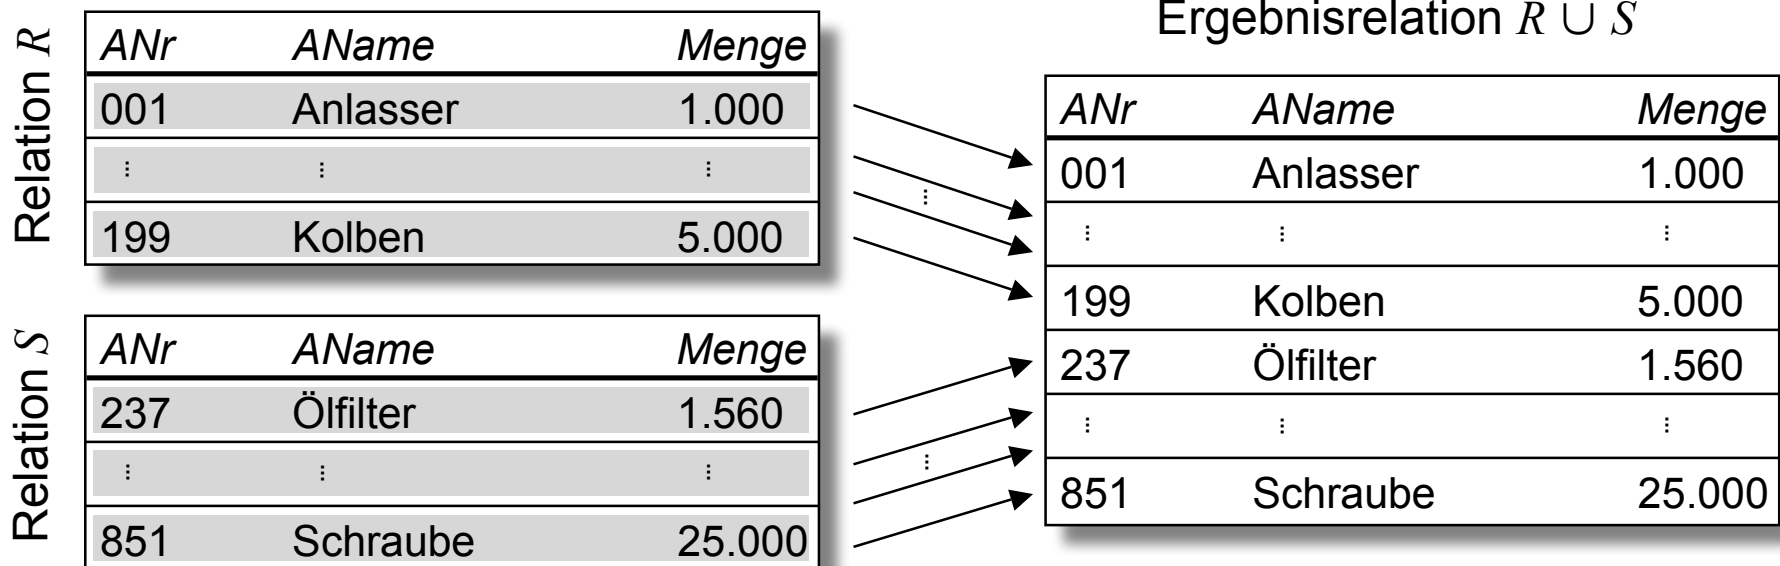 Relation R
ANr AName Menge
001 Anlasser 1.000
⋮ ⋮ ⋮
199 Kolben 5.000
Relation S
ANr AName Menge
237 Ölfilter 1.560
⋮ ⋮ ⋮
851 Schraube 25.000
⋮
⋮
Ergebnisrelation R ∪ S
ANr AName Menge
001 Anlasser 1.000
⋮ ⋮ ⋮
199 Kolben 5.000
237 Ölfilter 1.560
⋮ ⋮ ⋮
851 Schraube 25.000